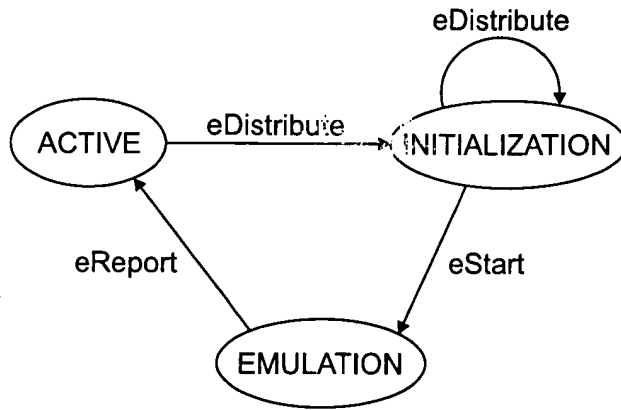 eDistribute
ACTIVE
eDistribute
INITIALIZATION
eReport
eStart
EMULATION